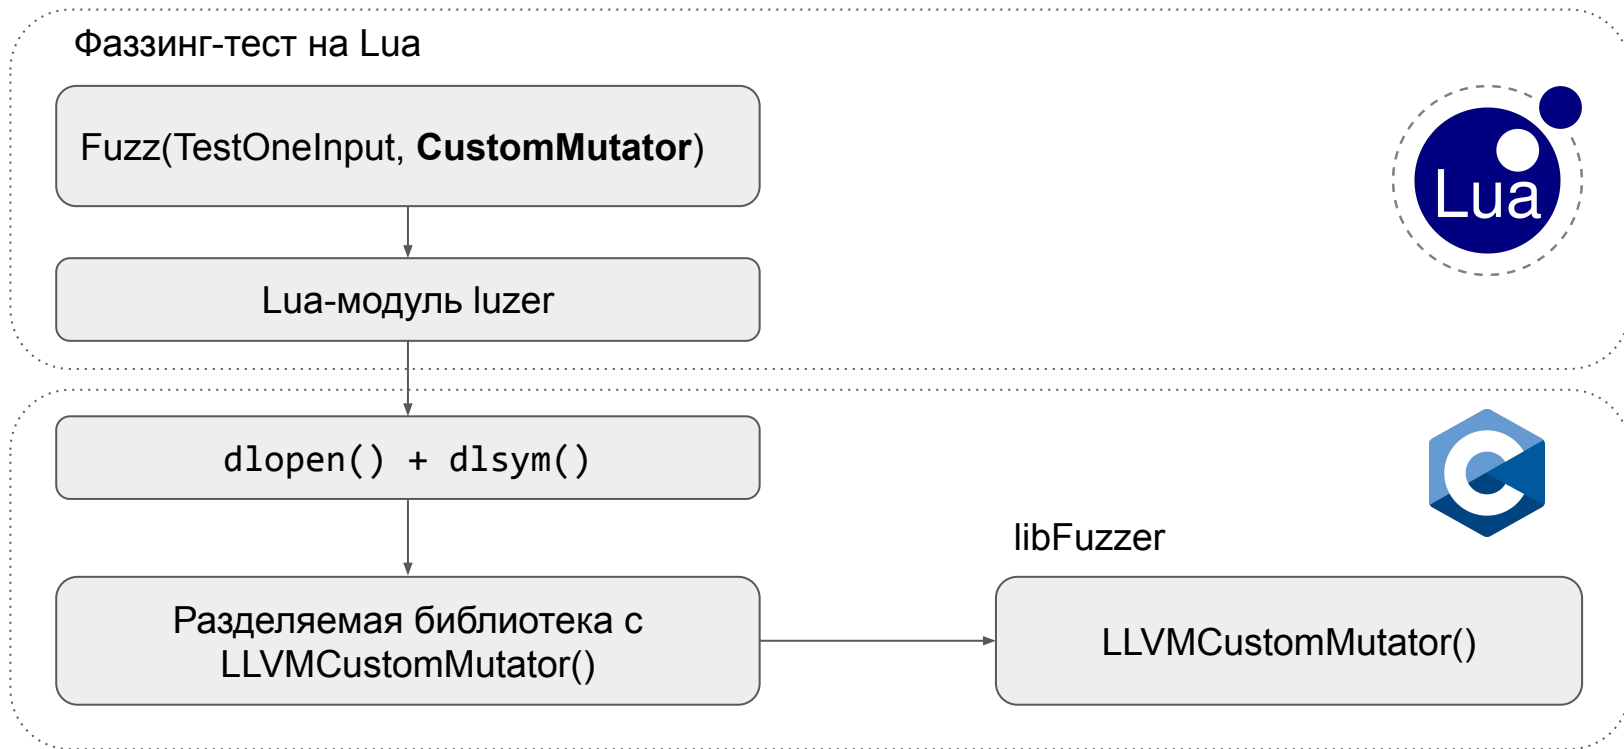 Фаззинг-тест на Lua
Fuzz(TestOneInput, CustomMutator)
Lua
Lua-модуль luzer
dlopen() + dlsym()
C
libFuzzer
Разделяемая библиотека с
LLVMCustomMutator()
LLVMCustomMutator()